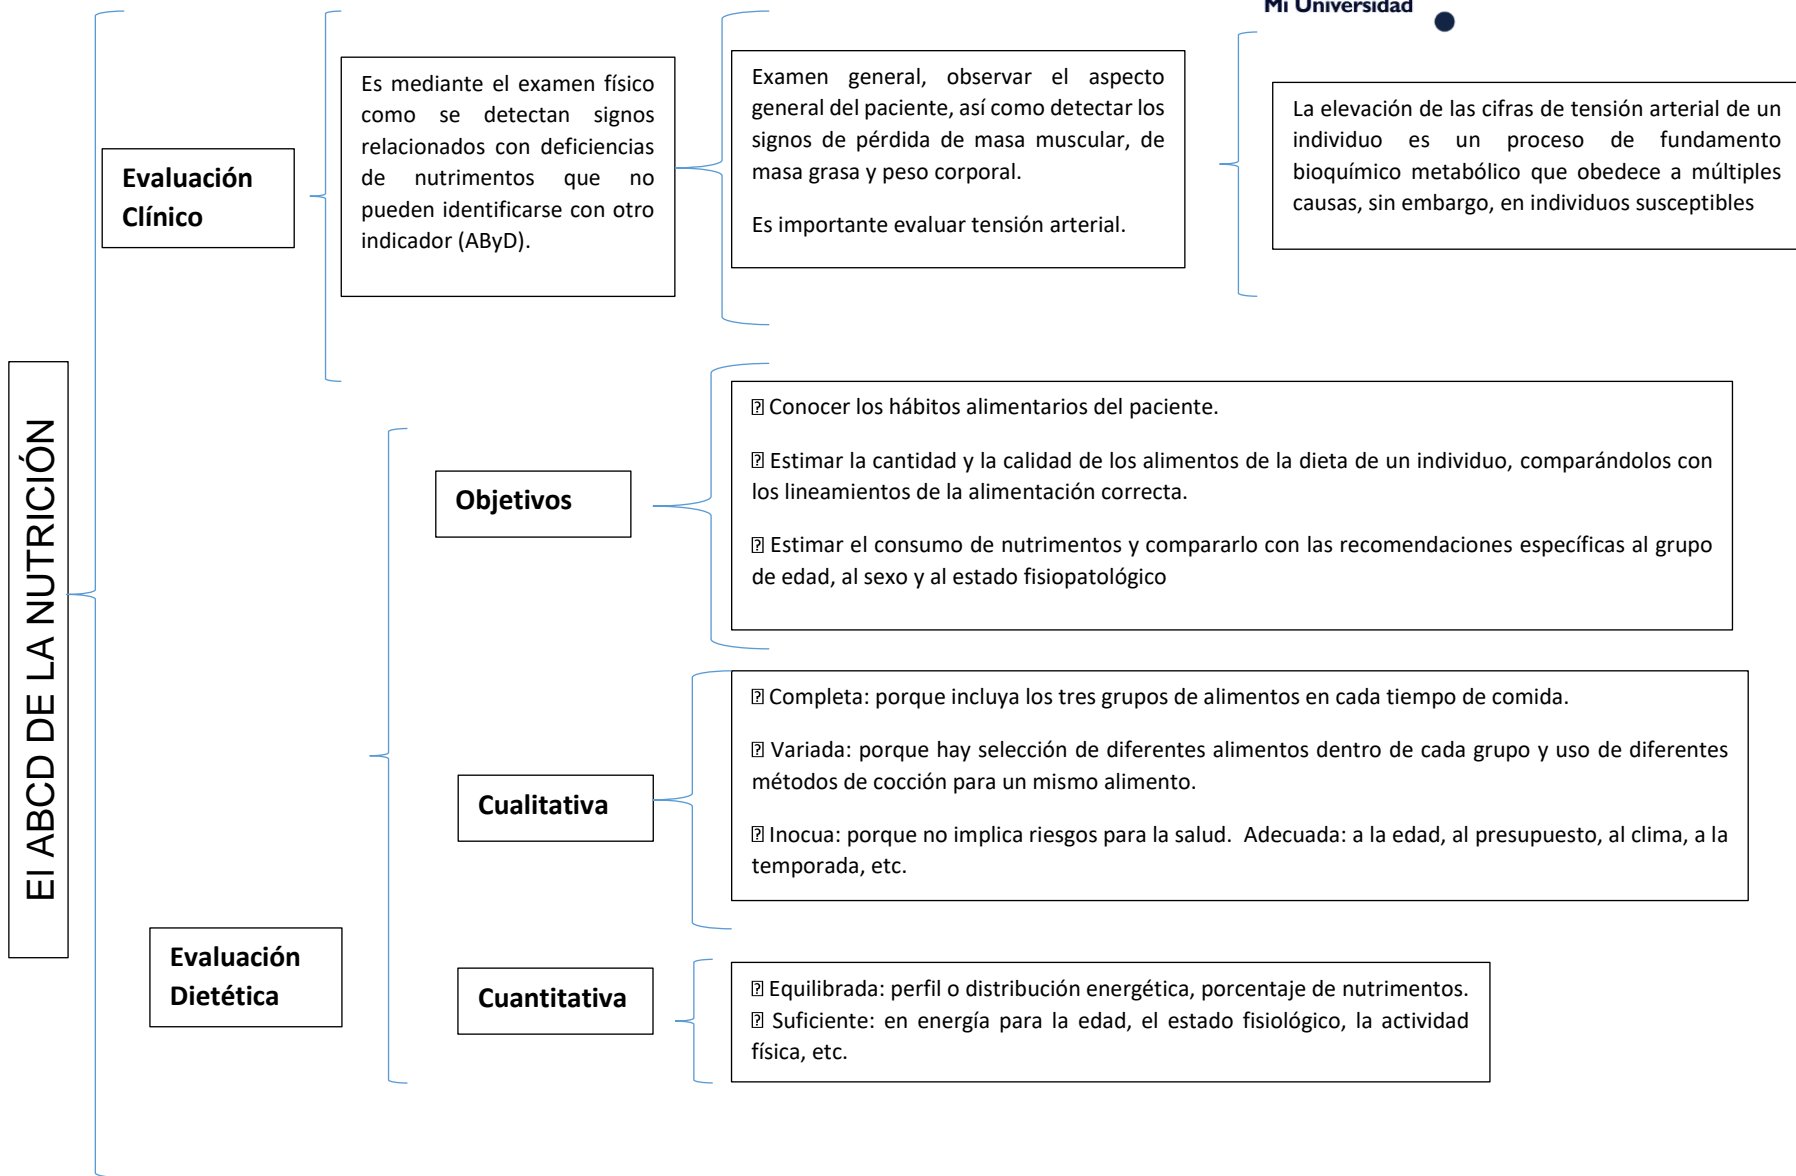 Mi Universidad
Es mediante el examen físico
como se detectan signos
relacionados con deficiencias
de nutrimentos que no
pueden identificarse con otro
indicador (AByD).
Examen general, observar el aspecto
general del paciente, así como detectar los
signos de pérdida de masa muscular, de
masa grasa y peso corporal.
Es importante evaluar tensión arterial.
La elevación de las cifras de tensión arterial de un
individuo es un proceso de fundamento
bioquímico metabólico que obedece a múltiples
causas, sin embargo, en individuos susceptibles
Evaluación
Clínico
El ABCD DE LA NUTRICIÓN
Objetivos
Conocer los hábitos alimentarios del paciente.
Estimar la cantidad y la calidad de los alimentos de la dieta de un individuo, comparándolos con
los lineamientos de la alimentación correcta.
Estimar el consumo de nutrimentos y compararlo con las recomendaciones específicas al grupo
de edad, al sexo y al estado fisiopatológico
Cualitativa
Completa: porque incluya los tres grupos de alimentos en cada tiempo de comida.
Variada: porque hay selección de diferentes alimentos dentro de cada grupo y uso de diferentes
métodos de cocción para un mismo alimento.
Inocua: porque no implica riesgos para la salud. Adecuada: a la edad, al presupuesto, al clima, a la
temporada, etc.
Evaluación
Dietética
Cuantitativa
Equilibrada: perfil o distribución energética, porcentaje de nutrimentos.
Suficiente: en energía para la edad, el estado fisiológico, la actividad
física, etc.